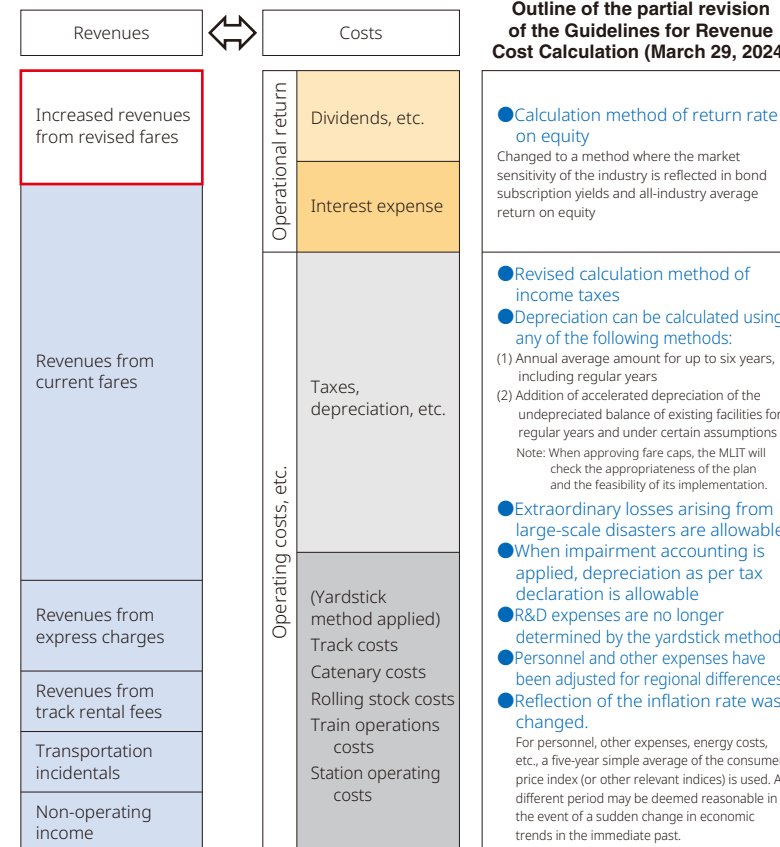 Revenues
Costs
Outline of the partial revision
of the Guidelines for Revenue
Cost Calculation (March 29, 2024
Increased revenues
from revised fares
Revenues from
current fares
Revenues from
express charges
Revenues from
track rental fees
Transportation
incidentals
Non-operating
income
Operational return
Dividends, etc.
Interest expense
Operating costs, etc.
Taxes,
depreciation, etc.
(Yardstick
method applied)
Track costs
Catenary costs
Rolling stock costs
Train operations
costs
Station operating
costs
●Calculation method of return rate
on equity
Changed to a method where the market
sensitivity of the industry is reflected in bond
subscription yields and all-industry average
return on equity
●Revised calculation method of
income taxes
●Depreciation can be calculated using
any of the following methods:
(1) Annual average amount for up to six years,
including regular years
(2) Addition of accelerated depreciation of the
undepreciated balance of existing facilities for
regular years and under certain assumptions
Note: When approving fare caps, the MLIT will
check the appropriateness of the plan
and the feasibility of its implementation.
●Extraordinary losses arising from
large-scale disasters are allowable
●When impairment accounting is
applied, depreciation as per tax
declaration is allowable
●R&D expenses are no longer
determined by the yardstick method
●Personnel and other expenses have
been adjusted for regional differences
●Reflection of the inflation rate was
changed.
For personnel, other expenses, energy costs,
etc., a five-year simple average of the consumer
price index (or other relevant indices) is used. A
different period may be deemed reasonable in
the event of a sudden change in economic
trends in the immediate past.